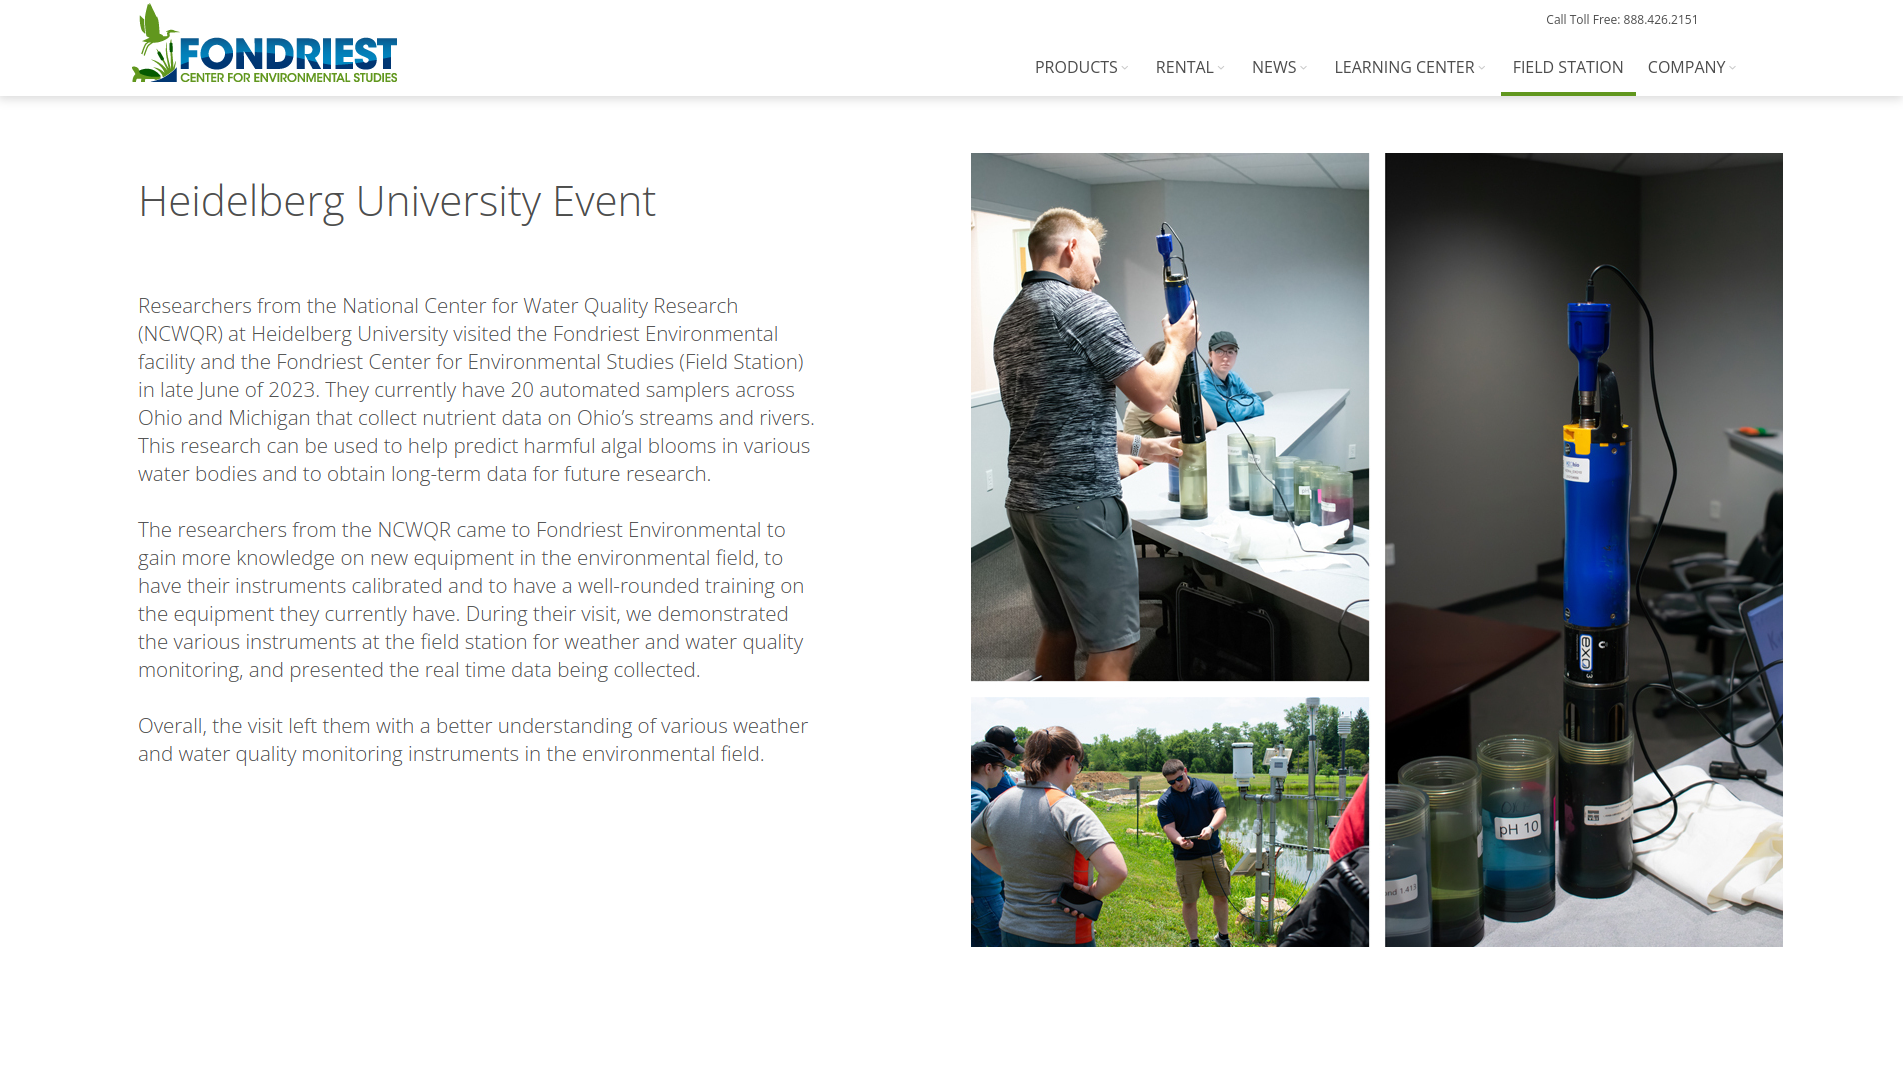 FONDRIEST
CENTER FOR ENVIRONMENTAL STUDIES
Call Toll Free: 888.426.2151
PRODUCTS
RENTAL
NEWS
LEARNING CENTER
FIELD STATION
COMPANY
Heidelberg University Event
Researchers from the National Center for Water Quality Research
(NCWQR) at Heidelberg University visited the Fondriest Environmental
facility and the Fondriest Center for Environmental Studies (Field Station)
in late June of 2023. They currently have 20 automated samplers across
Ohio and Michigan that collect nutrient data on Ohio’s streams and rivers.
This research can be used to help predict harmful algal blooms in various
water bodies and to obtain long-term data for future research.
The researchers from the NCWQR came to Fondriest Environmental to
gain more knowledge on new equipment in the environmental field, to
have their instruments calibrated and to have a well-rounded training on
the equipment they currently have. During their visit, we demonstrated
the various instruments at the field station for weather and water quality
monitoring, and presented the real time data being collected.
Overall, the visit left them with a better understanding of various weather
and water quality monitoring instruments in the environmental field.
EXO
3
pH 10